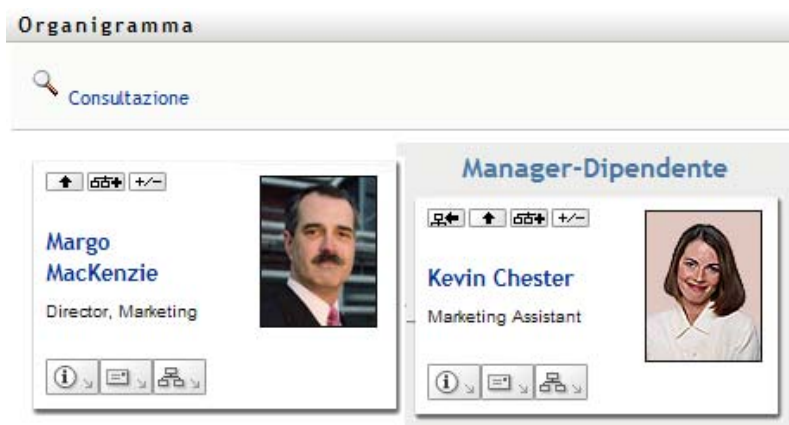 Organigramma
Consultazione
Manager-Dipendente
+/-
Margo
MacKenzie
Director, Marketing
+/-
Kevin Chester
Marketing Assistant